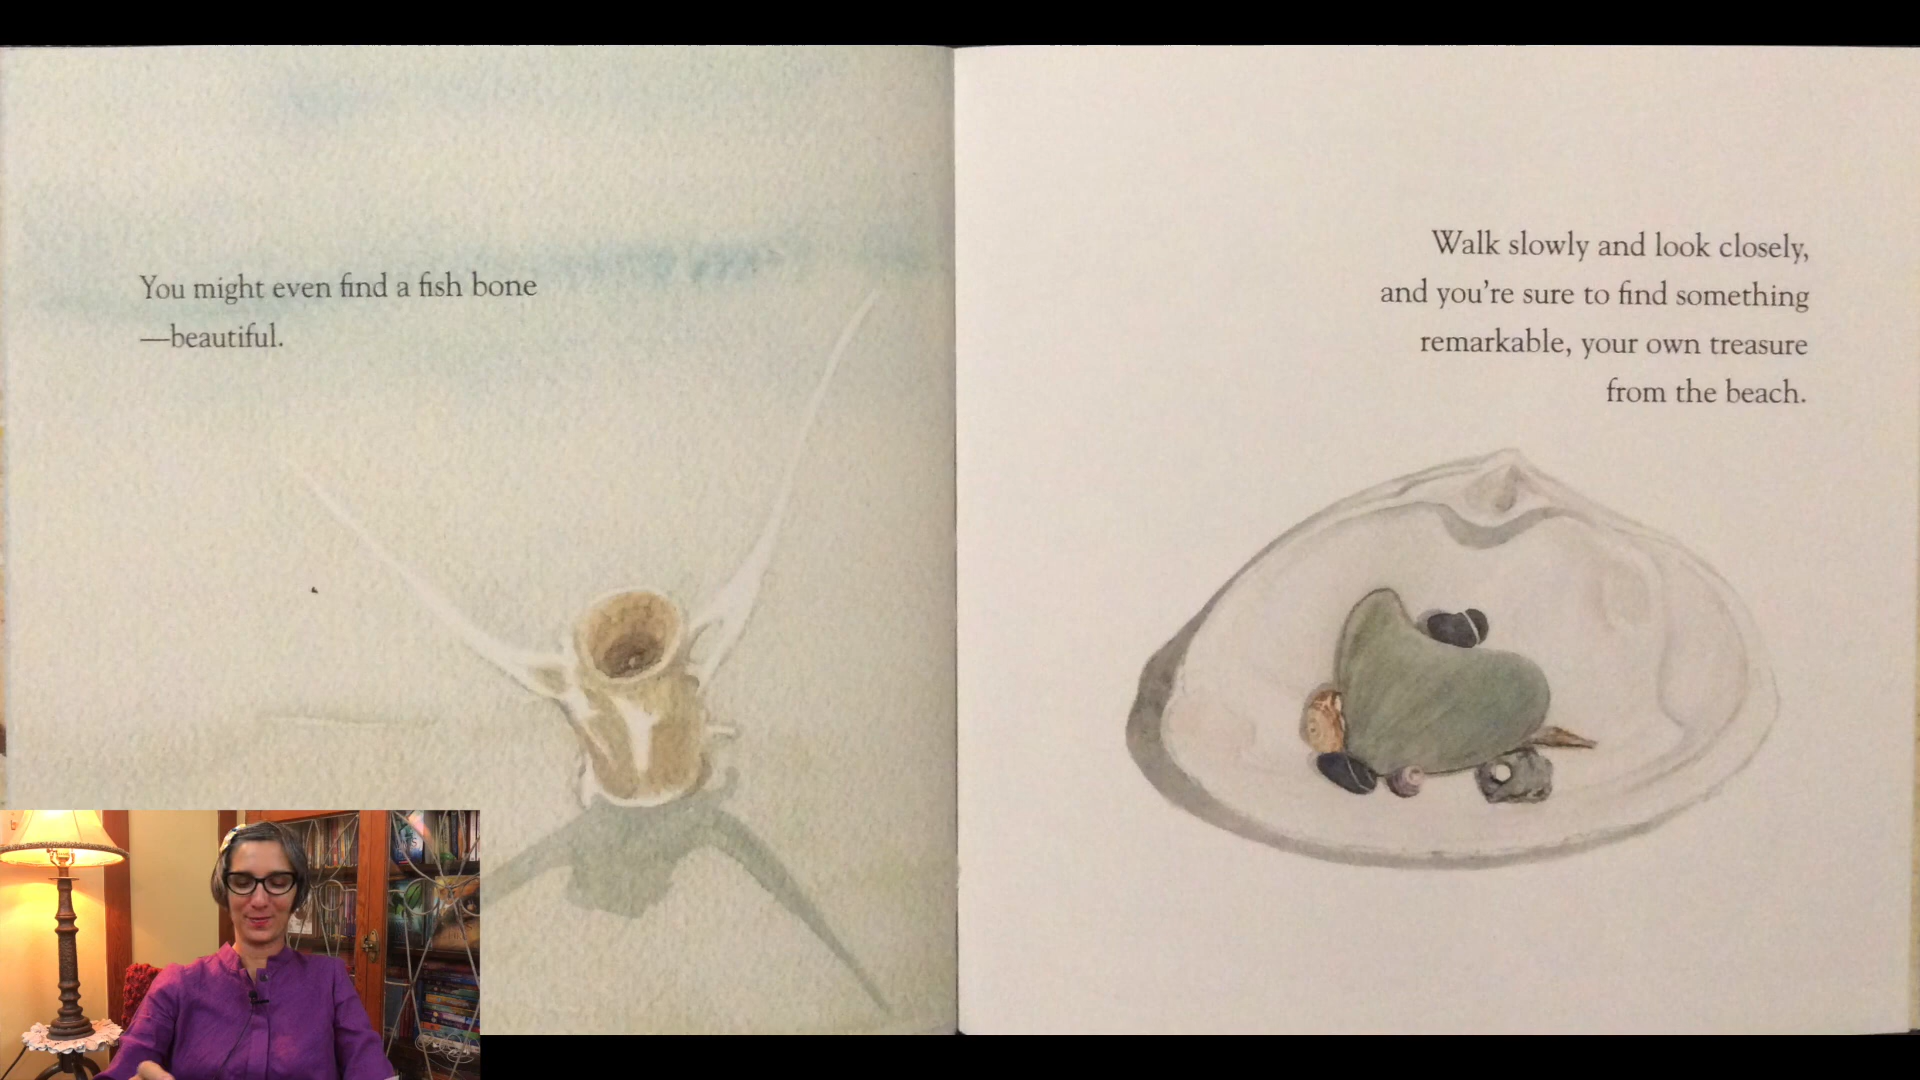 You might even find a fish bone
—beautiful.
Walk slowly and look closely,
and you're sure to find something
remarkable, your own treasure
from the beach.